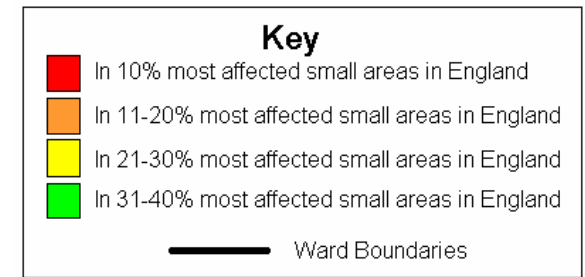 Key
In 10% most affected small areas in England
In 11-20% most affected small areas in England
In 21-30% most affected small areas in England
In 31-40% most affected small areas in England
Ward Boundaries